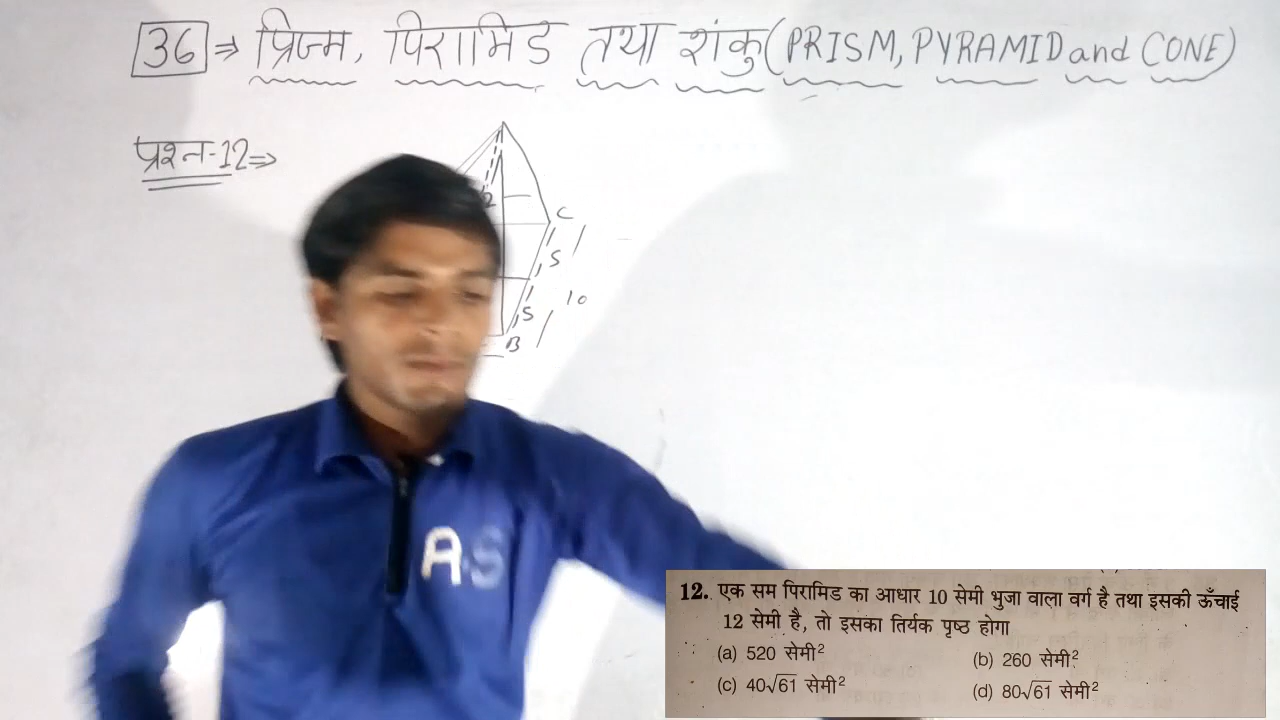 36 ⇒ प्रिज्म, पिरामिड तथा शंकु (PRISM, PYRAMID and CONE)
प्रश्न-12 ⇒
2
C
5
10
5
B
A.S
12. एक सम पिरामिड का आधार 10 सेमी भुजा वाला वर्ग है तथा इसकी ऊँचाई
12 सेमी है, तो इसका तिर्यक पृष्ठ होगा
(a) 520 सेमी² (b) 260 सेमी²
(c) 40√61 सेमी² (d) 80√61 सेमी²